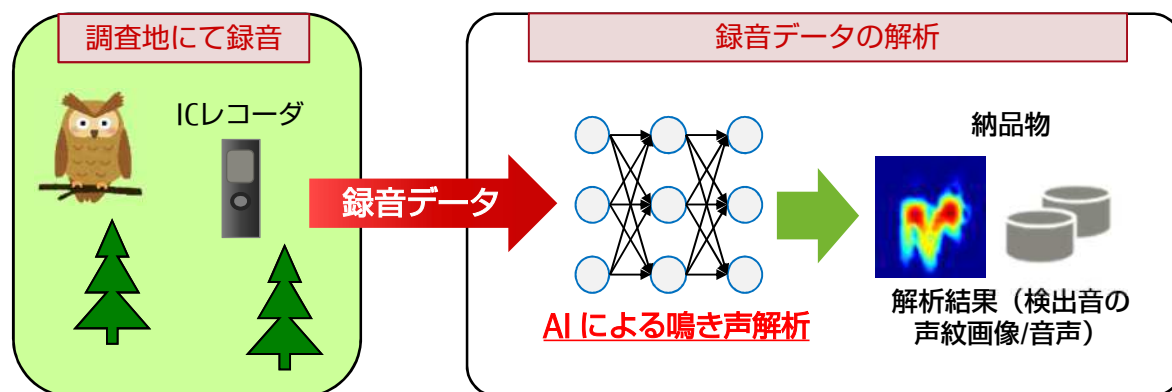 調査地にて録音
ICレコーダ
録音データ
録音データの解析
AI による鳴き声解析
納品物
解析結果（検出音の
声紋画像/音声）